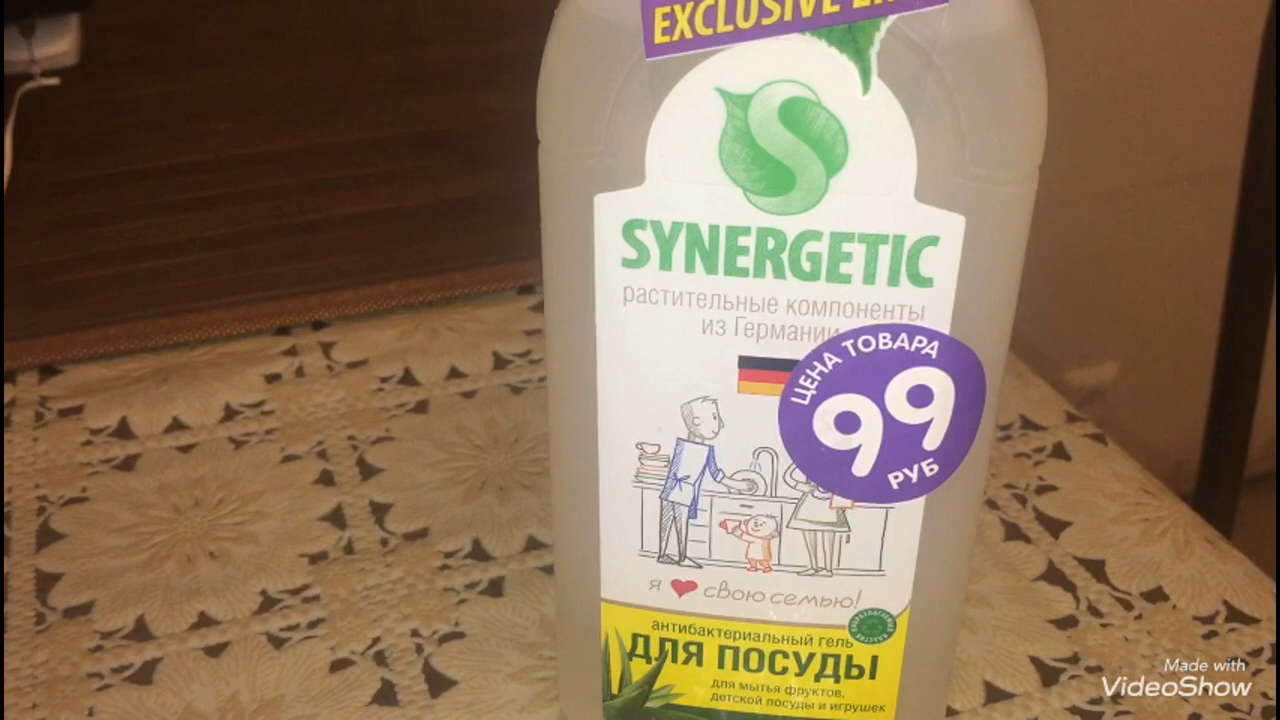 EXCLUSIVE
SYNERGETIC
растительные компоненты
из Германии
ЦЕНА ТОВАРА
99
РУБ
я ❤ свою семью!
антибактериальный гель
ДЛЯ ПОСУДЫ
для мытья фруктов,
детской посуды и игрушек
Made with
VideoShow